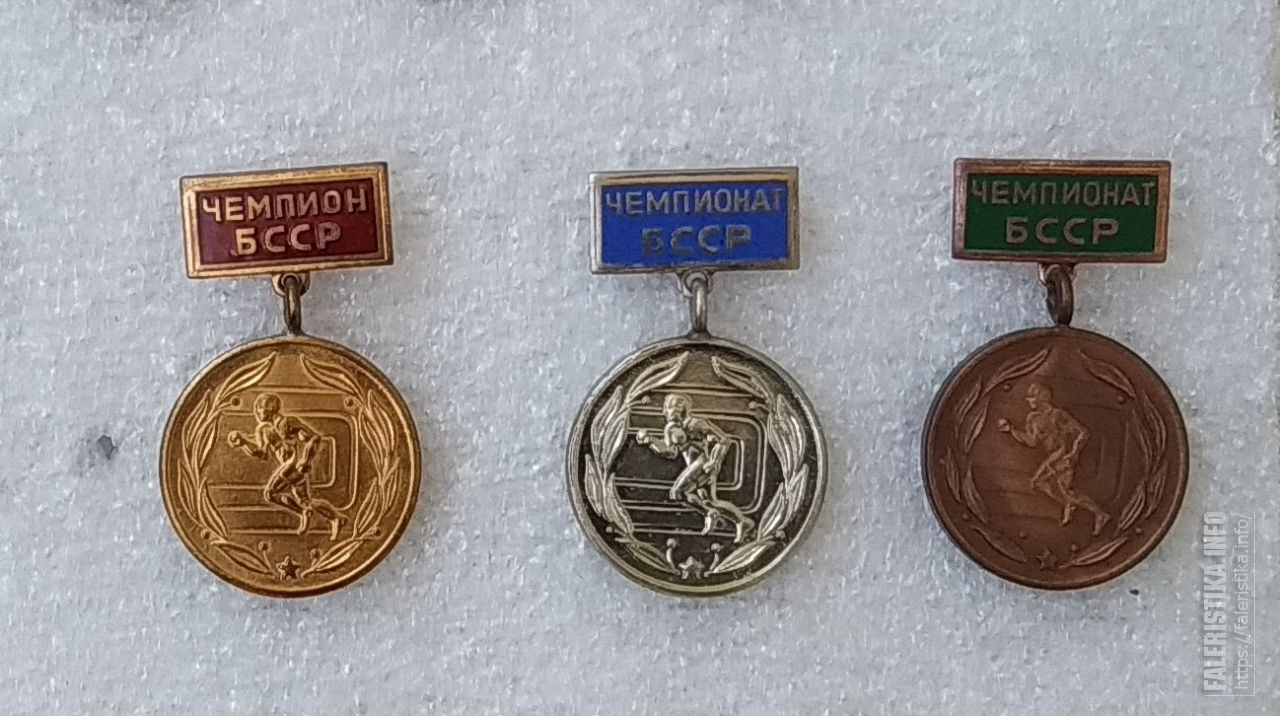 ЧЕМПИОН
БССР
ЧЕМПИОНАТ
БССР
ЧЕМПИОНАТ
БССР
FALERISTIKA.INFO
https://faleristika.info/